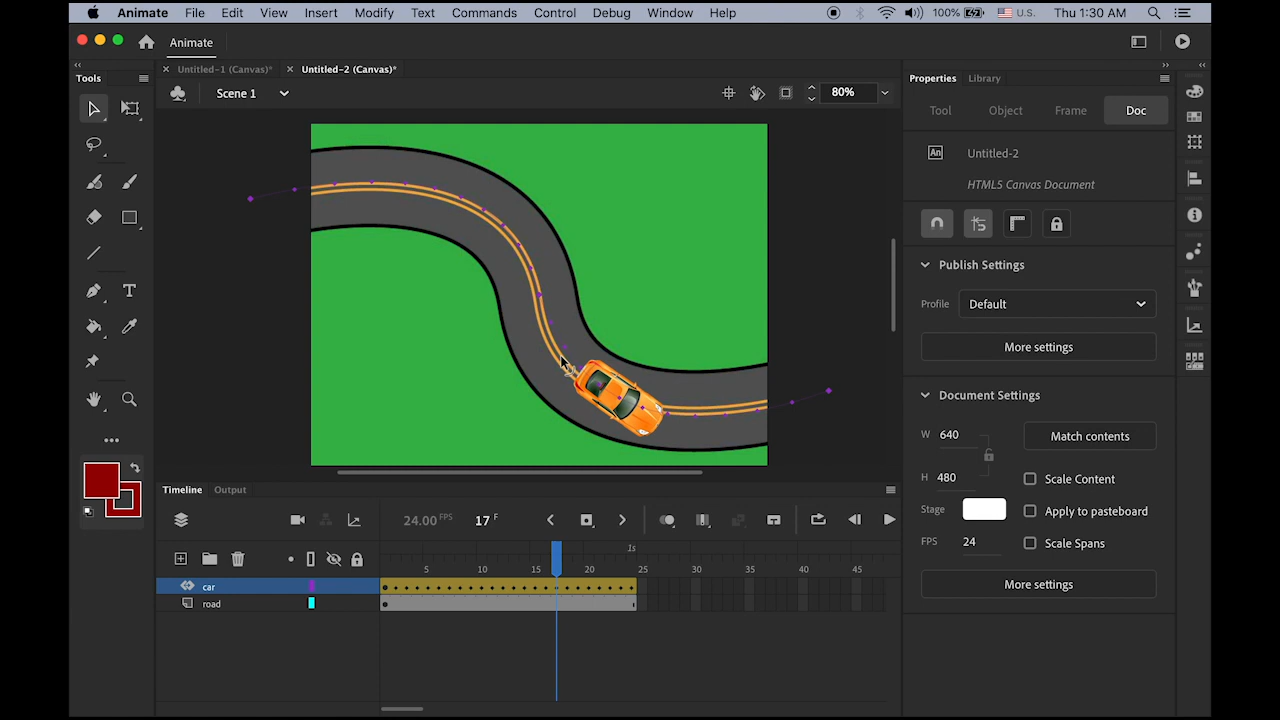 Animate File Edit View Insert Modify Text Commands Control Debug Window Help 100% U.S. Thu 1:30 AM
Animate
Tools
Untitled-1 (Canvas)* Untitled-2 (Canvas)*
Properties Library
Scene 1 80%
Tool Object Frame Doc
An Untitled-2
HTML5 Canvas Document
Publish Settings
Profile Default
More settings
Document Settings
W 640 Match contents
H 480 Scale Content
Stage Apply to pasteboard
FPS 24 Scale Spans
More settings
T
Timeline Output
24.00 FPS 17 F
1s
5 10 15 20 25 30 35 40 45
car
road